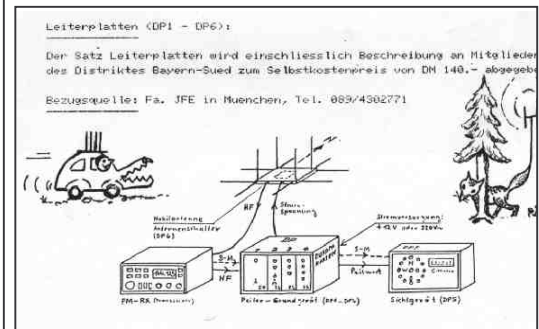 Leiterplatten (DP1 - DP6):
Der Satz Leiterplatten wird einschliesslich Beschreibung an Mitglieder
des Distriktes Bayern-Sued zum Selbstkostenpreis von DM 140.- abgegebe
Bezugsquelle: Fa. JFE in Muenchen, Tel. 089/4302771
HF
Steuer-
Spannung
Mobilantenne
Antennenschalter
(DP6)
Stromversorgung:
+12V oder 220V~
S-M
HF
S-M
Peilwert
FM-RX
Peiler-Grundgerät (DP1-DP4)
Sichtgerät (DP5)